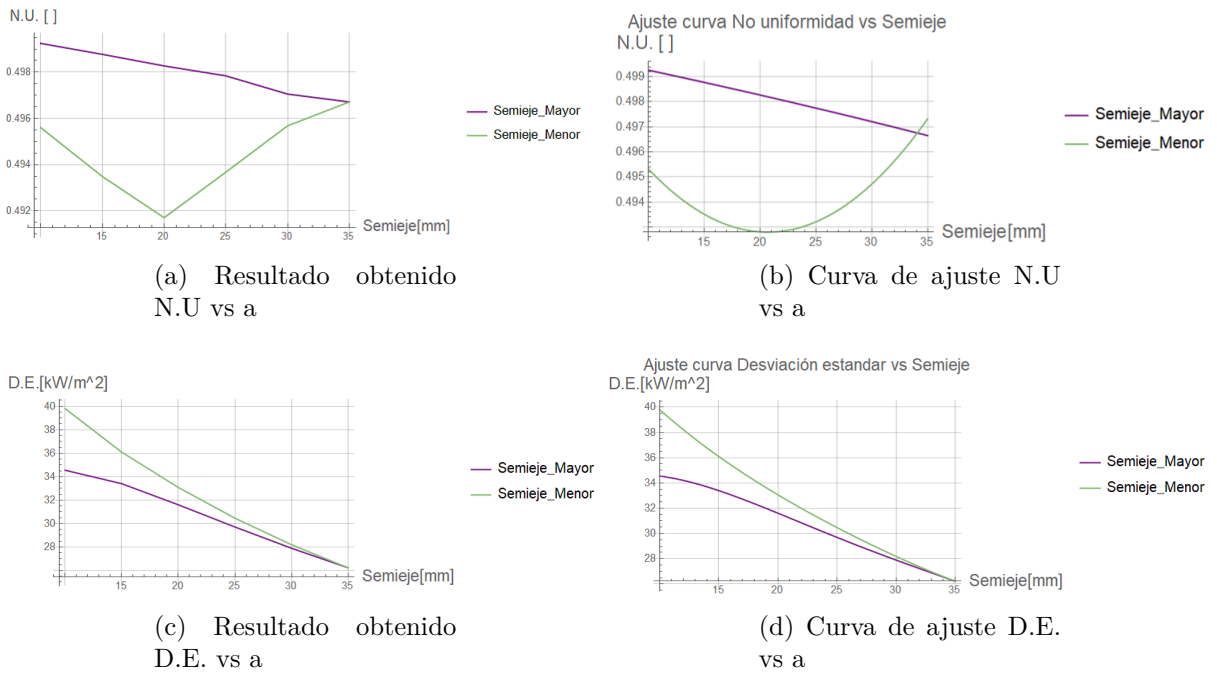 N.U. [ ]
0.498
0.496
0.494
0.492
15
20
25
30
35
Semieje[mm]
Semieje_Mayor
Semieje_Menor
(a) Resultado obtenido
N.U vs a
Ajuste curva No uniformidad vs Semieje
N.U. [ ]
0.499
0.498
0.497
0.496
0.495
0.494
15
20
25
30
35
Semieje[mm]
Semieje_Mayor
Semieje_Menor
(b) Curva de ajuste N.U
vs a
D.E.[kW/m^2]
40
38
36
34
32
30
28
15
20
25
30
35
Semieje[mm]
Semieje_Mayor
Semieje_Menor
(c) Resultado obtenido
D.E. vs a
Ajuste curva Desviación estandar vs Semieje
D.E.[kW/m^2]
40
38
36
34
32
30
28
15
20
25
30
35
Semieje[mm]
Semieje_Mayor
Semieje_Menor
(d) Curva de ajuste D.E.
vs a